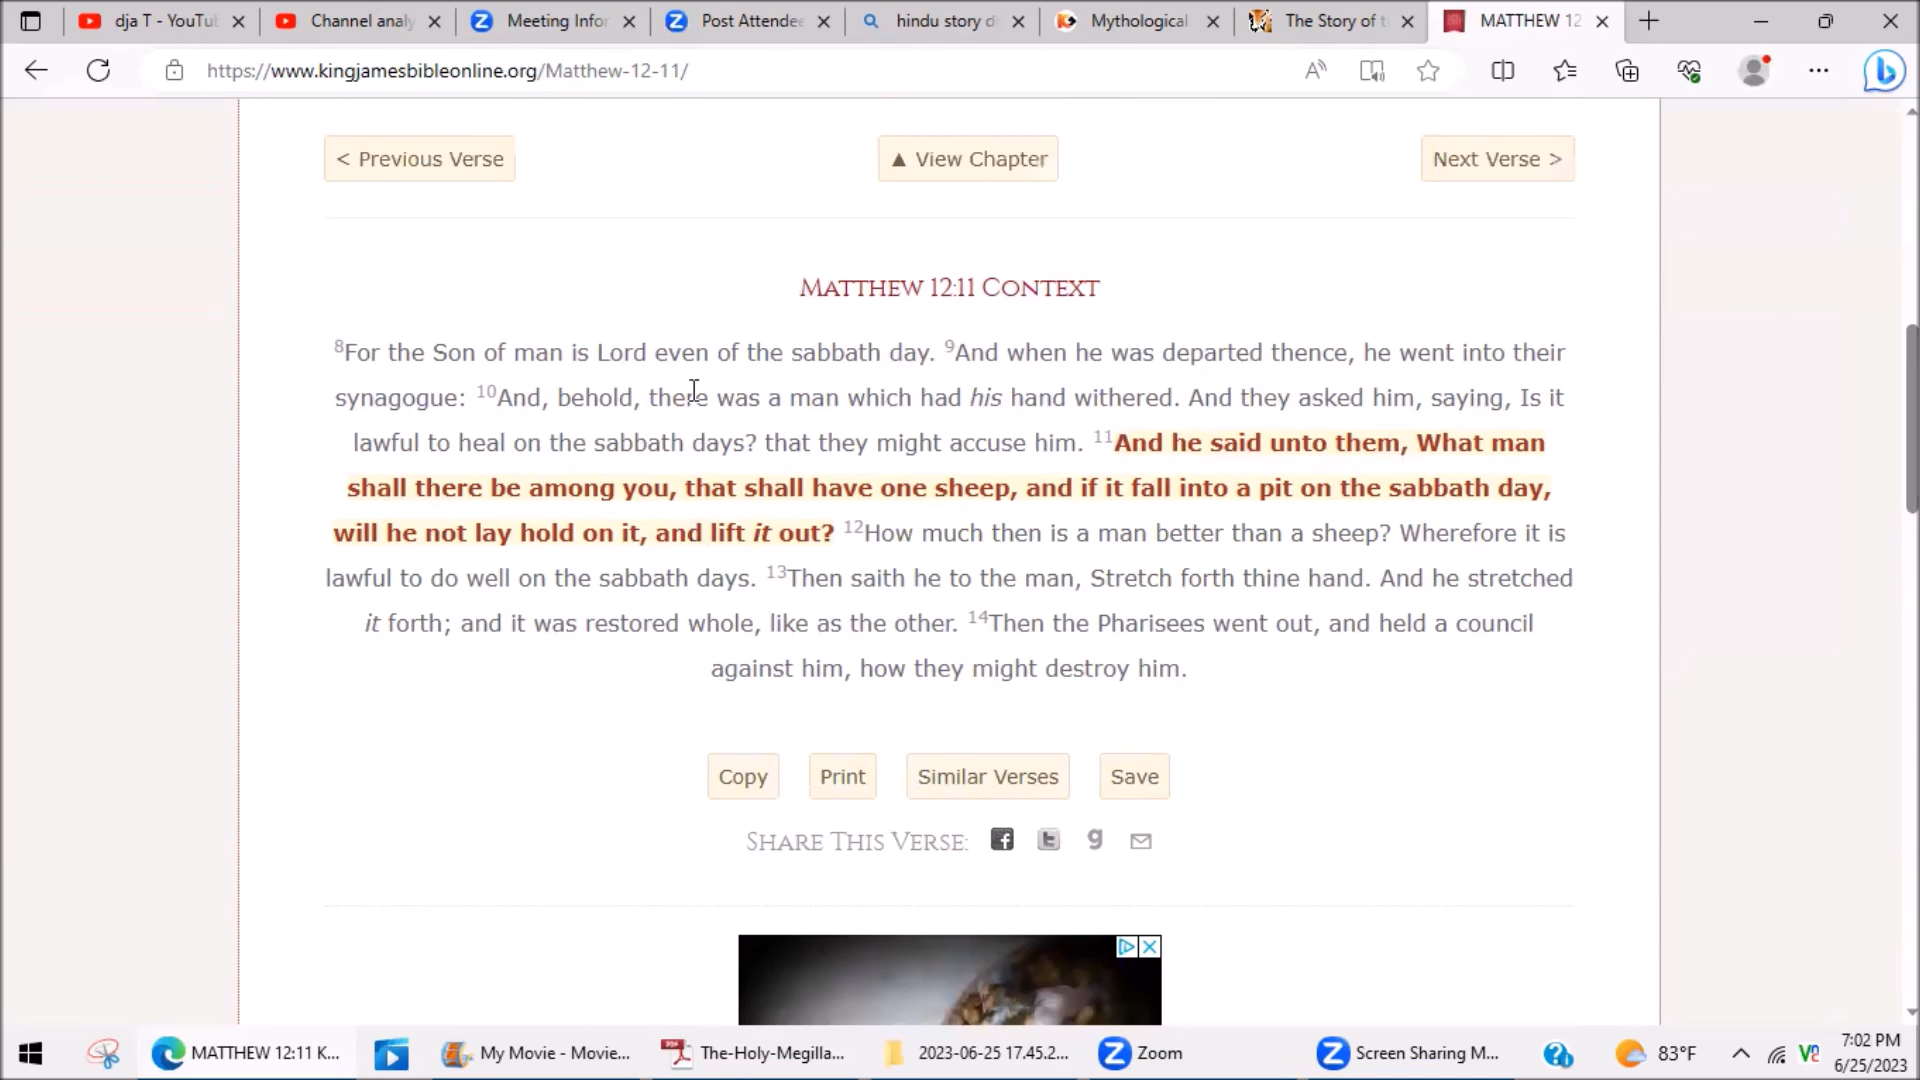 dja T - YouTu
Channel analy
Meeting Infor
Post Attendee
hindu story d
Mythological
The Story of t
MATTHEW 12
https://www.kingjamesbibleonline.org/Matthew-12-11/
< Previous Verse
▲ View Chapter
Next Verse >
Matthew 12:11 Context
8For the Son of man is Lord even of the sabbath day. 9And when he was departed thence, he went into their
synagogue: 10And, behold, there was a man which had his hand withered. And they asked him, saying, Is it
lawful to heal on the sabbath days? that they might accuse him. 11And he said unto them, What man
shall there be among you, that shall have one sheep, and if it fall into a pit on the sabbath day,
will he not lay hold on it, and lift it out? 12How much then is a man better than a sheep? Wherefore it is
lawful to do well on the sabbath days. 13Then saith he to the man, Stretch forth thine hand. And he stretched
it forth; and it was restored whole, like as the other. 14Then the Pharisees went out, and held a council
against him, how they might destroy him.
Copy
Print
Similar Verses
Save
Share This Verse:
MATTHEW 12:11 K...
My Movie - Movie...
The-Holy-Megilla...
2023-06-25 17.45.2...
Zoom
Screen Sharing M...
83°F
7:02 PM
6/25/2023